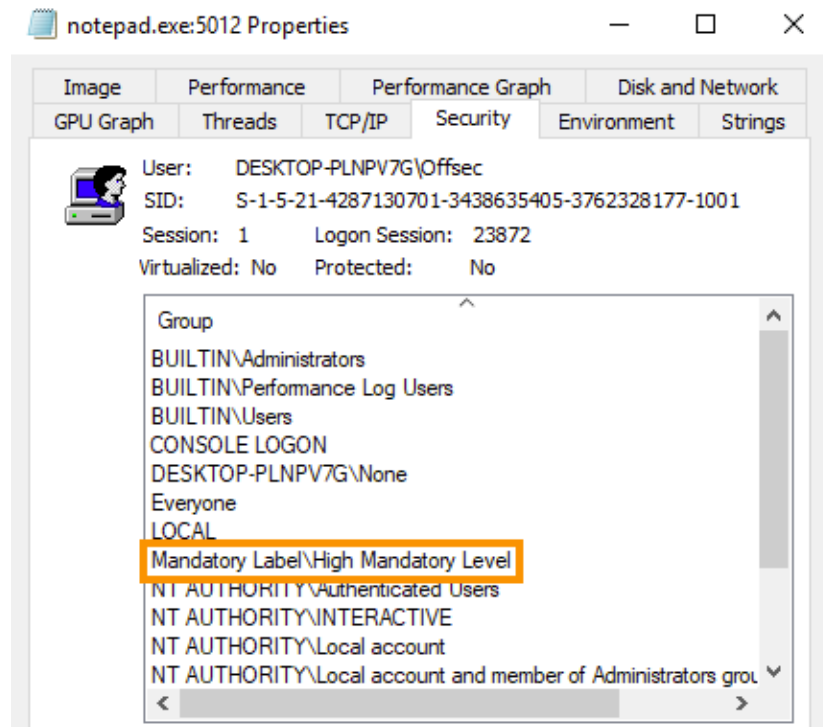 notepad.exe:5012 Properties
Image Performance Performance Graph Disk and Network
GPU Graph Threads TCP/IP Security Environment Strings
User: DESKTOP-PLNPV7G\Offsec
SID: S-1-5-21-4287130701-3438635405-3762328177-1001
Session: 1 Logon Session: 23872
Virtualized: No Protected: No
Group
BUILTIN\Administrators
BUILTIN\Performance Log Users
BUILTIN\Users
CONSOLE LOGON
DESKTOP-PLNPV7G\None
Everyone
LOCAL
Mandatory Label\High Mandatory Level
NT AUTHORITY\Authenticated Users
NT AUTHORITY\INTERACTIVE
NT AUTHORITY\Local account
NT AUTHORITY\Local account and member of Administrators grou